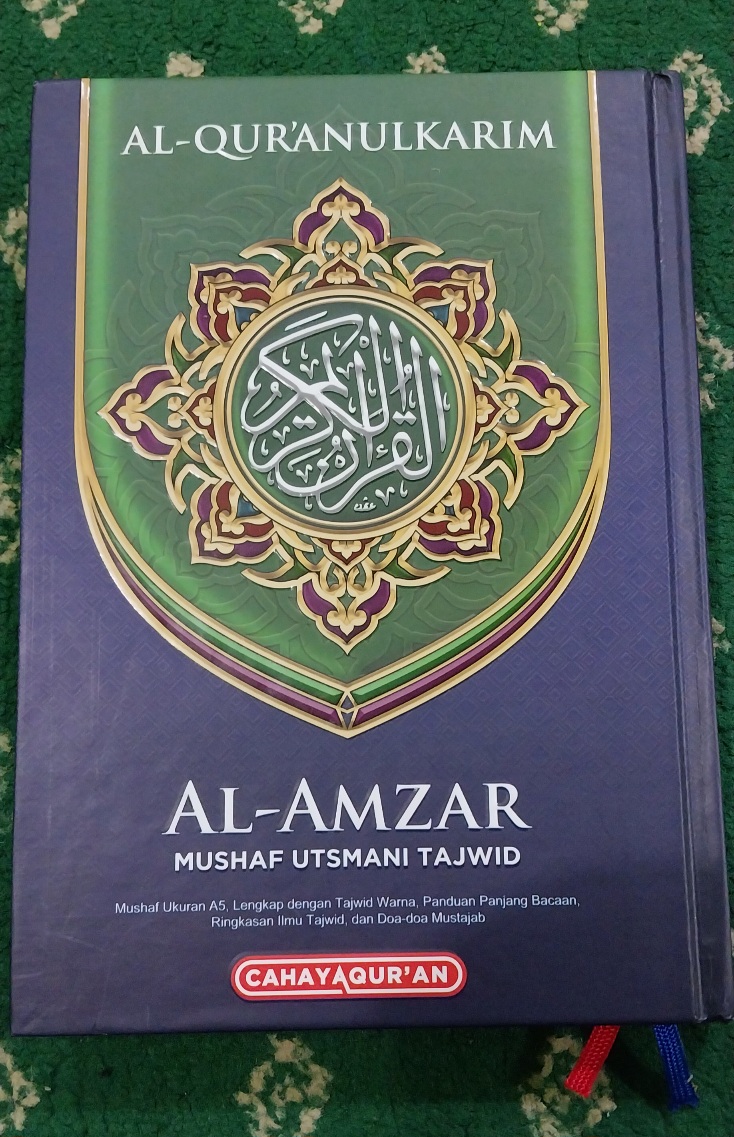 AL-QUR'ANULKARIM
القرآن الكريم
AL-AMZAR
MUSHAF UTSMANI TAJWID
Mushaf Ukuran A5, Lengkap dengan Tajwid Warna, Panduan Panjang Bacaan,
Ringkasan Ilmu Tajwid, dan Doa-doa Mustajab
CAHAYAQUR'AN